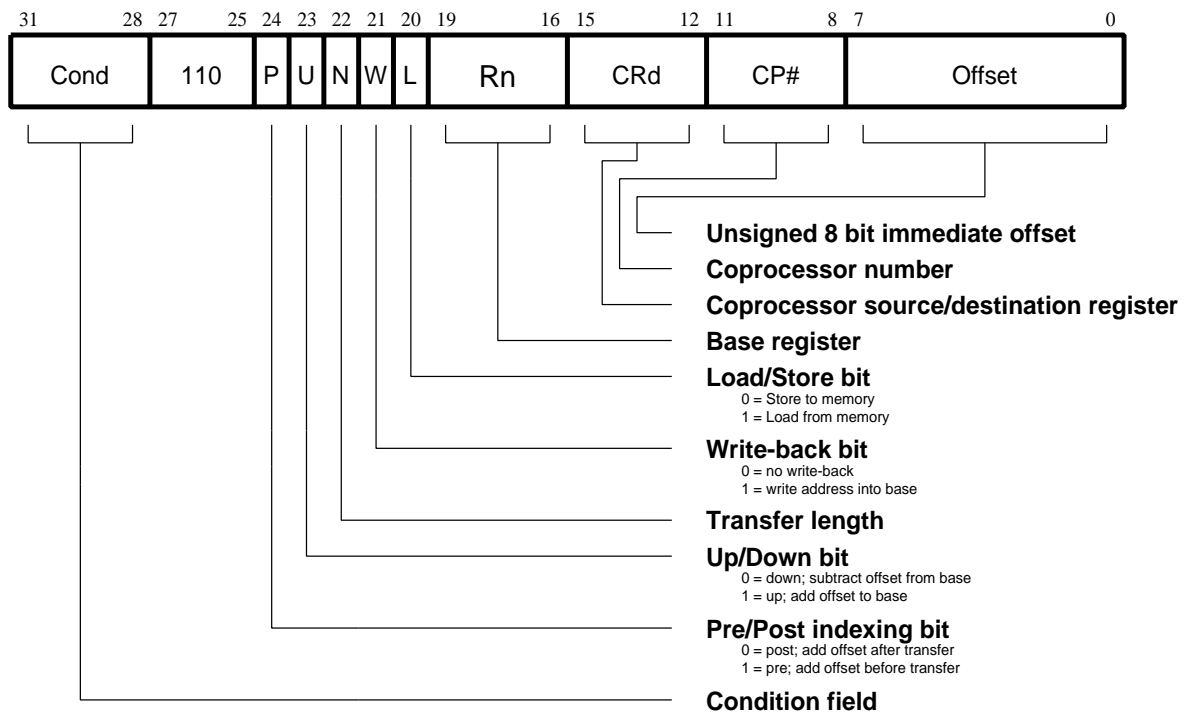 31 28 27 25 24 23 22 21 20 19 16 15 12 11 8 7 0
Cond 110 P U N W L Rn CRd CP# Offset
Unsigned 8 bit immediate offset
Coprocessor number
Coprocessor source/destination register
Base register
Load/Store bit
0 = Store to memory
1 = Load from memory
Write-back bit
0 = no write-back
1 = write address into base
Transfer length
Up/Down bit
0 = down; subtract offset from base
1 = up; add offset to base
Pre/Post indexing bit
0 = post; add offset after transfer
1 = pre; add offset before transfer
Condition field